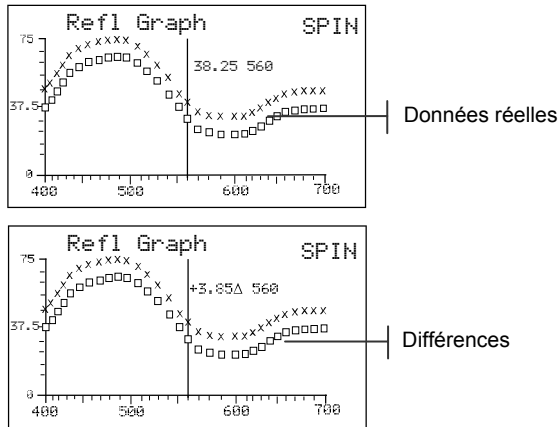 Refl Graph SPIN
75
38.25 560
37.5
Données réelles
0
400 500 600 700
Refl Graph SPIN
75
+3.85Δ 560
37.5
Différences
0
400 500 600 700